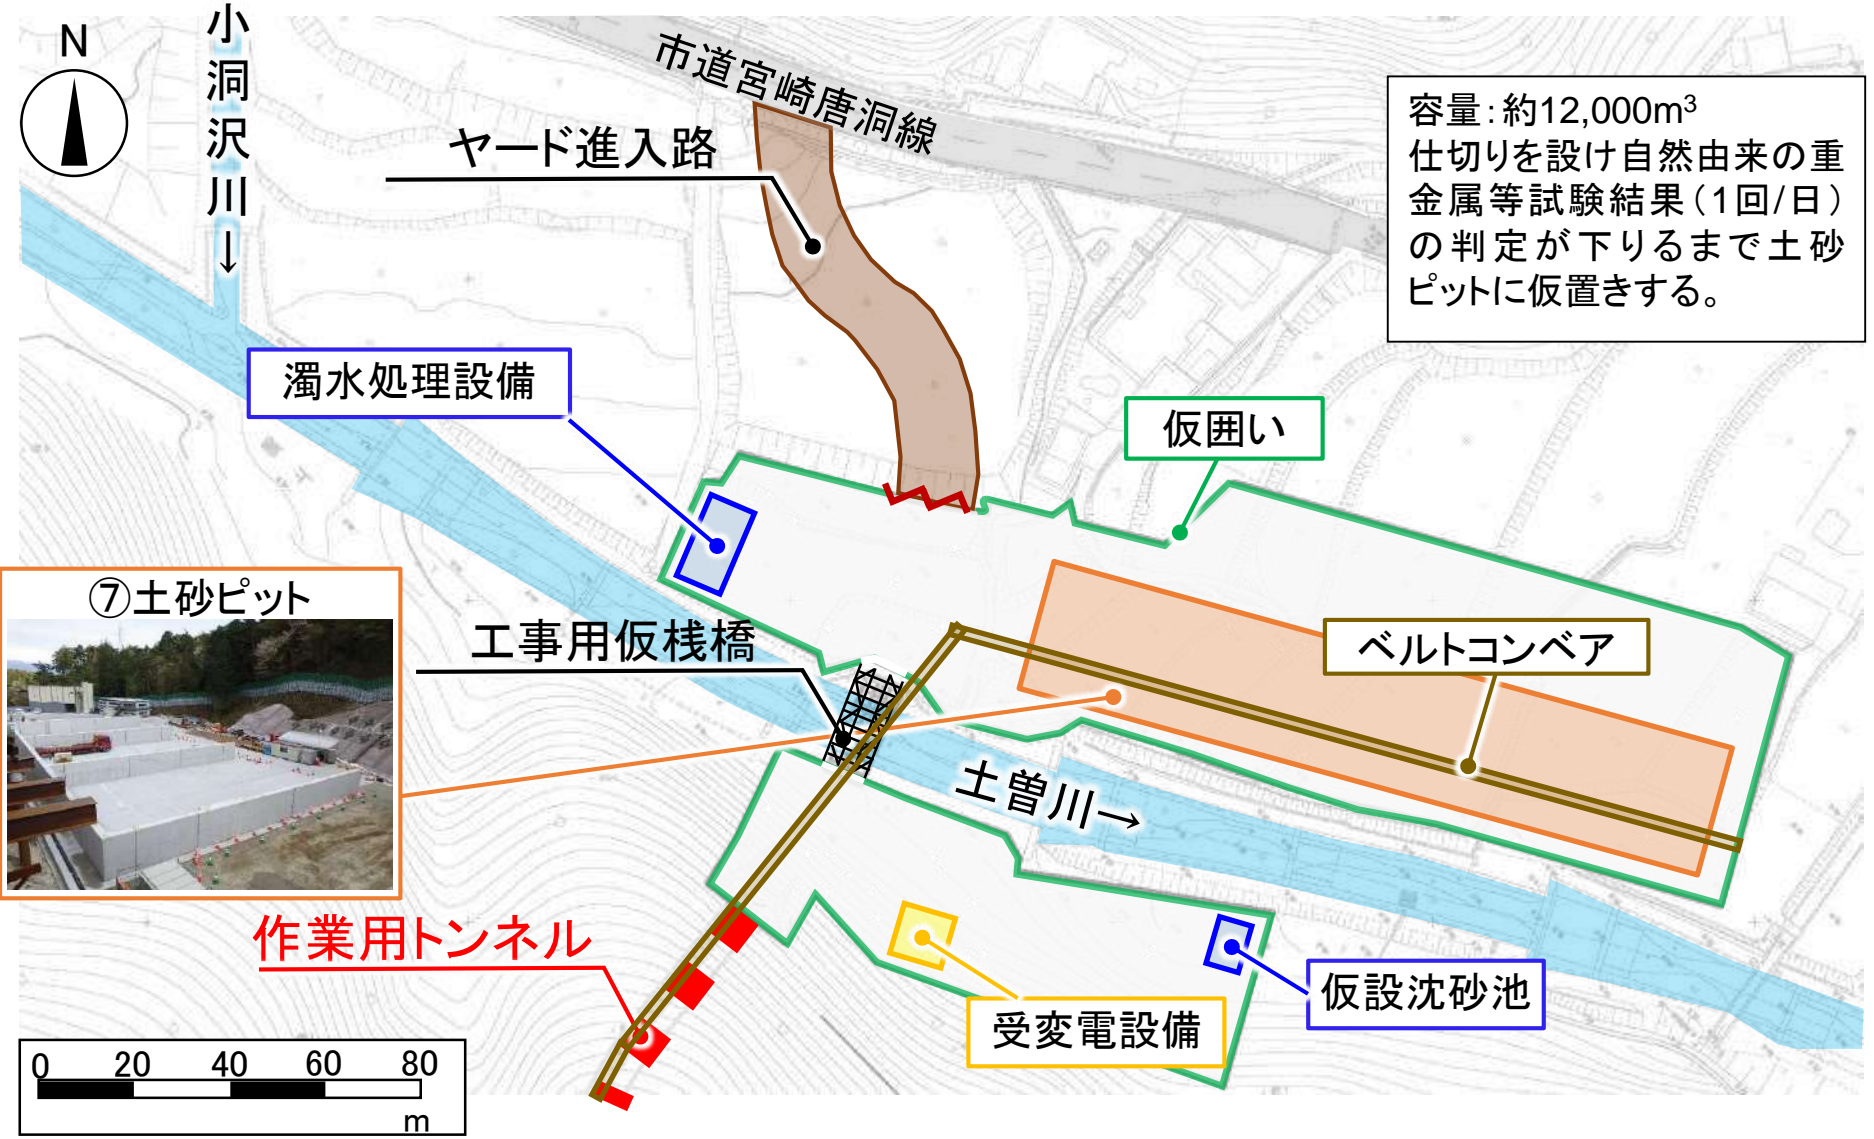 N
小洞沢川↓
市道宮崎唐洞線
ヤード進入路
容量：約12,000m³
仕切りを設け自然由来の重
金属等試験結果（1回/日）
の判定が下りるまで土砂
ピットに仮置きする。
濁水処理設備
仮囲い
⑦土砂ピット
工事用仮桟橋
ベルトコンベア
土曽川→
作業用トンネル
仮設沈砂池
受変電設備
0 20 40 60 80
m